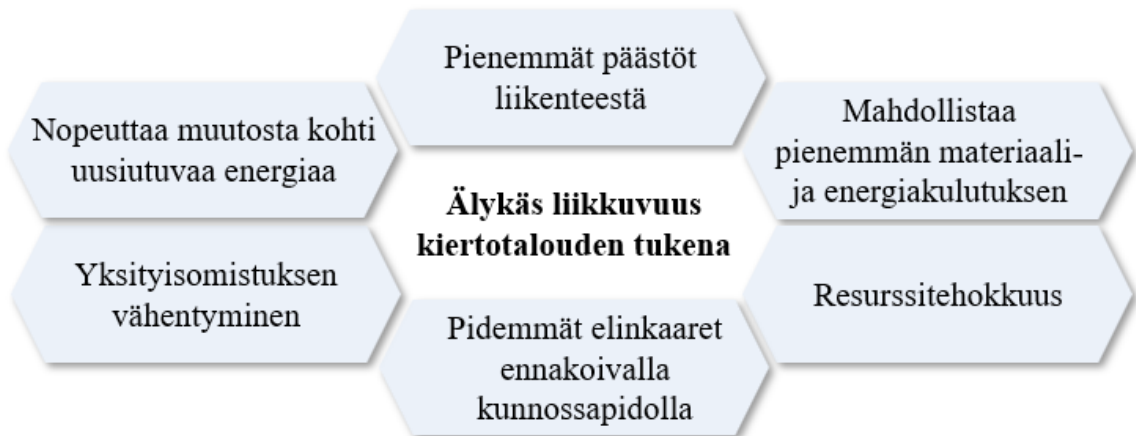 Pienemmät päästöt
liikenteestä
Nopeuttaa muutosta kohti
uusiutuvaa energiaa
Mahdollistaa
pienemmän materiaali-
ja energiakulutuksen
Älykäs liikkuvuus
kiertotalouden tukena
Yksityisomistuksen
vähentyminen
Resurssitehokkuus
Pidemmät elinkaaret
ennakoivalla
kunnossapidolla